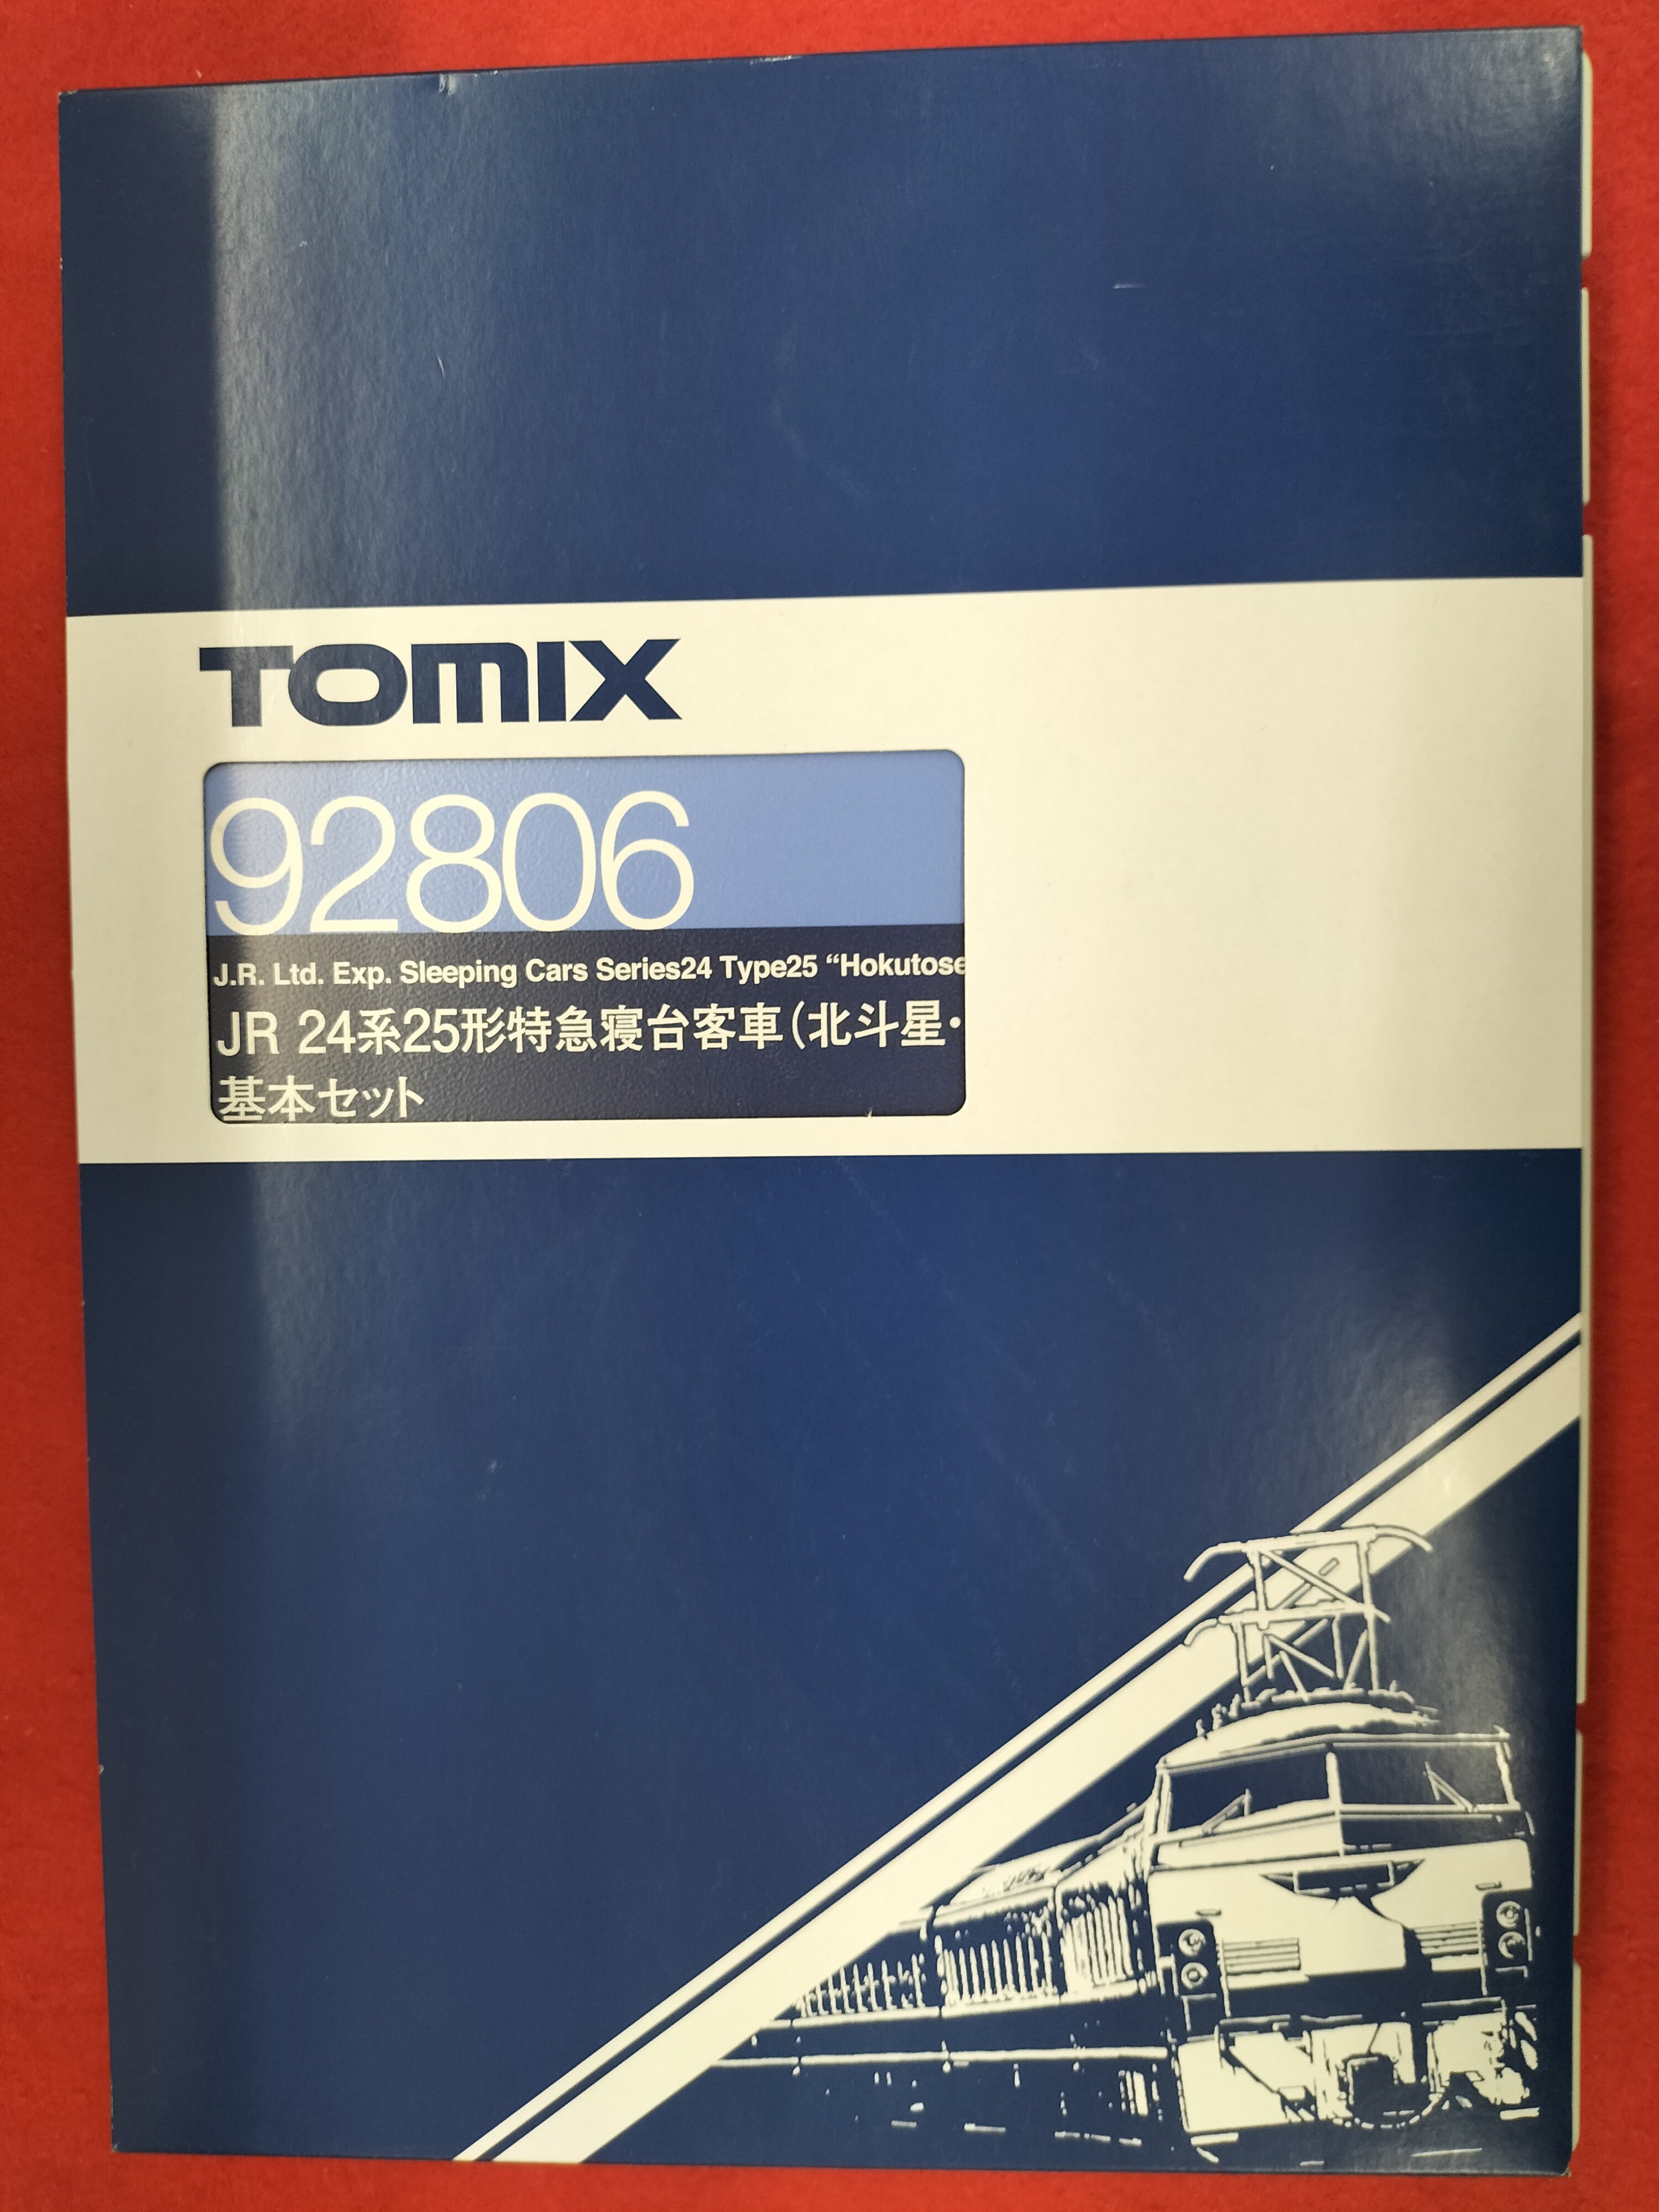 TOMIX
92806
J.R. Ltd. Exp. Sleeping Cars Series24 Type25 “Hokutose
JR 24系25形特急寝台客車(北斗星・
基本セット